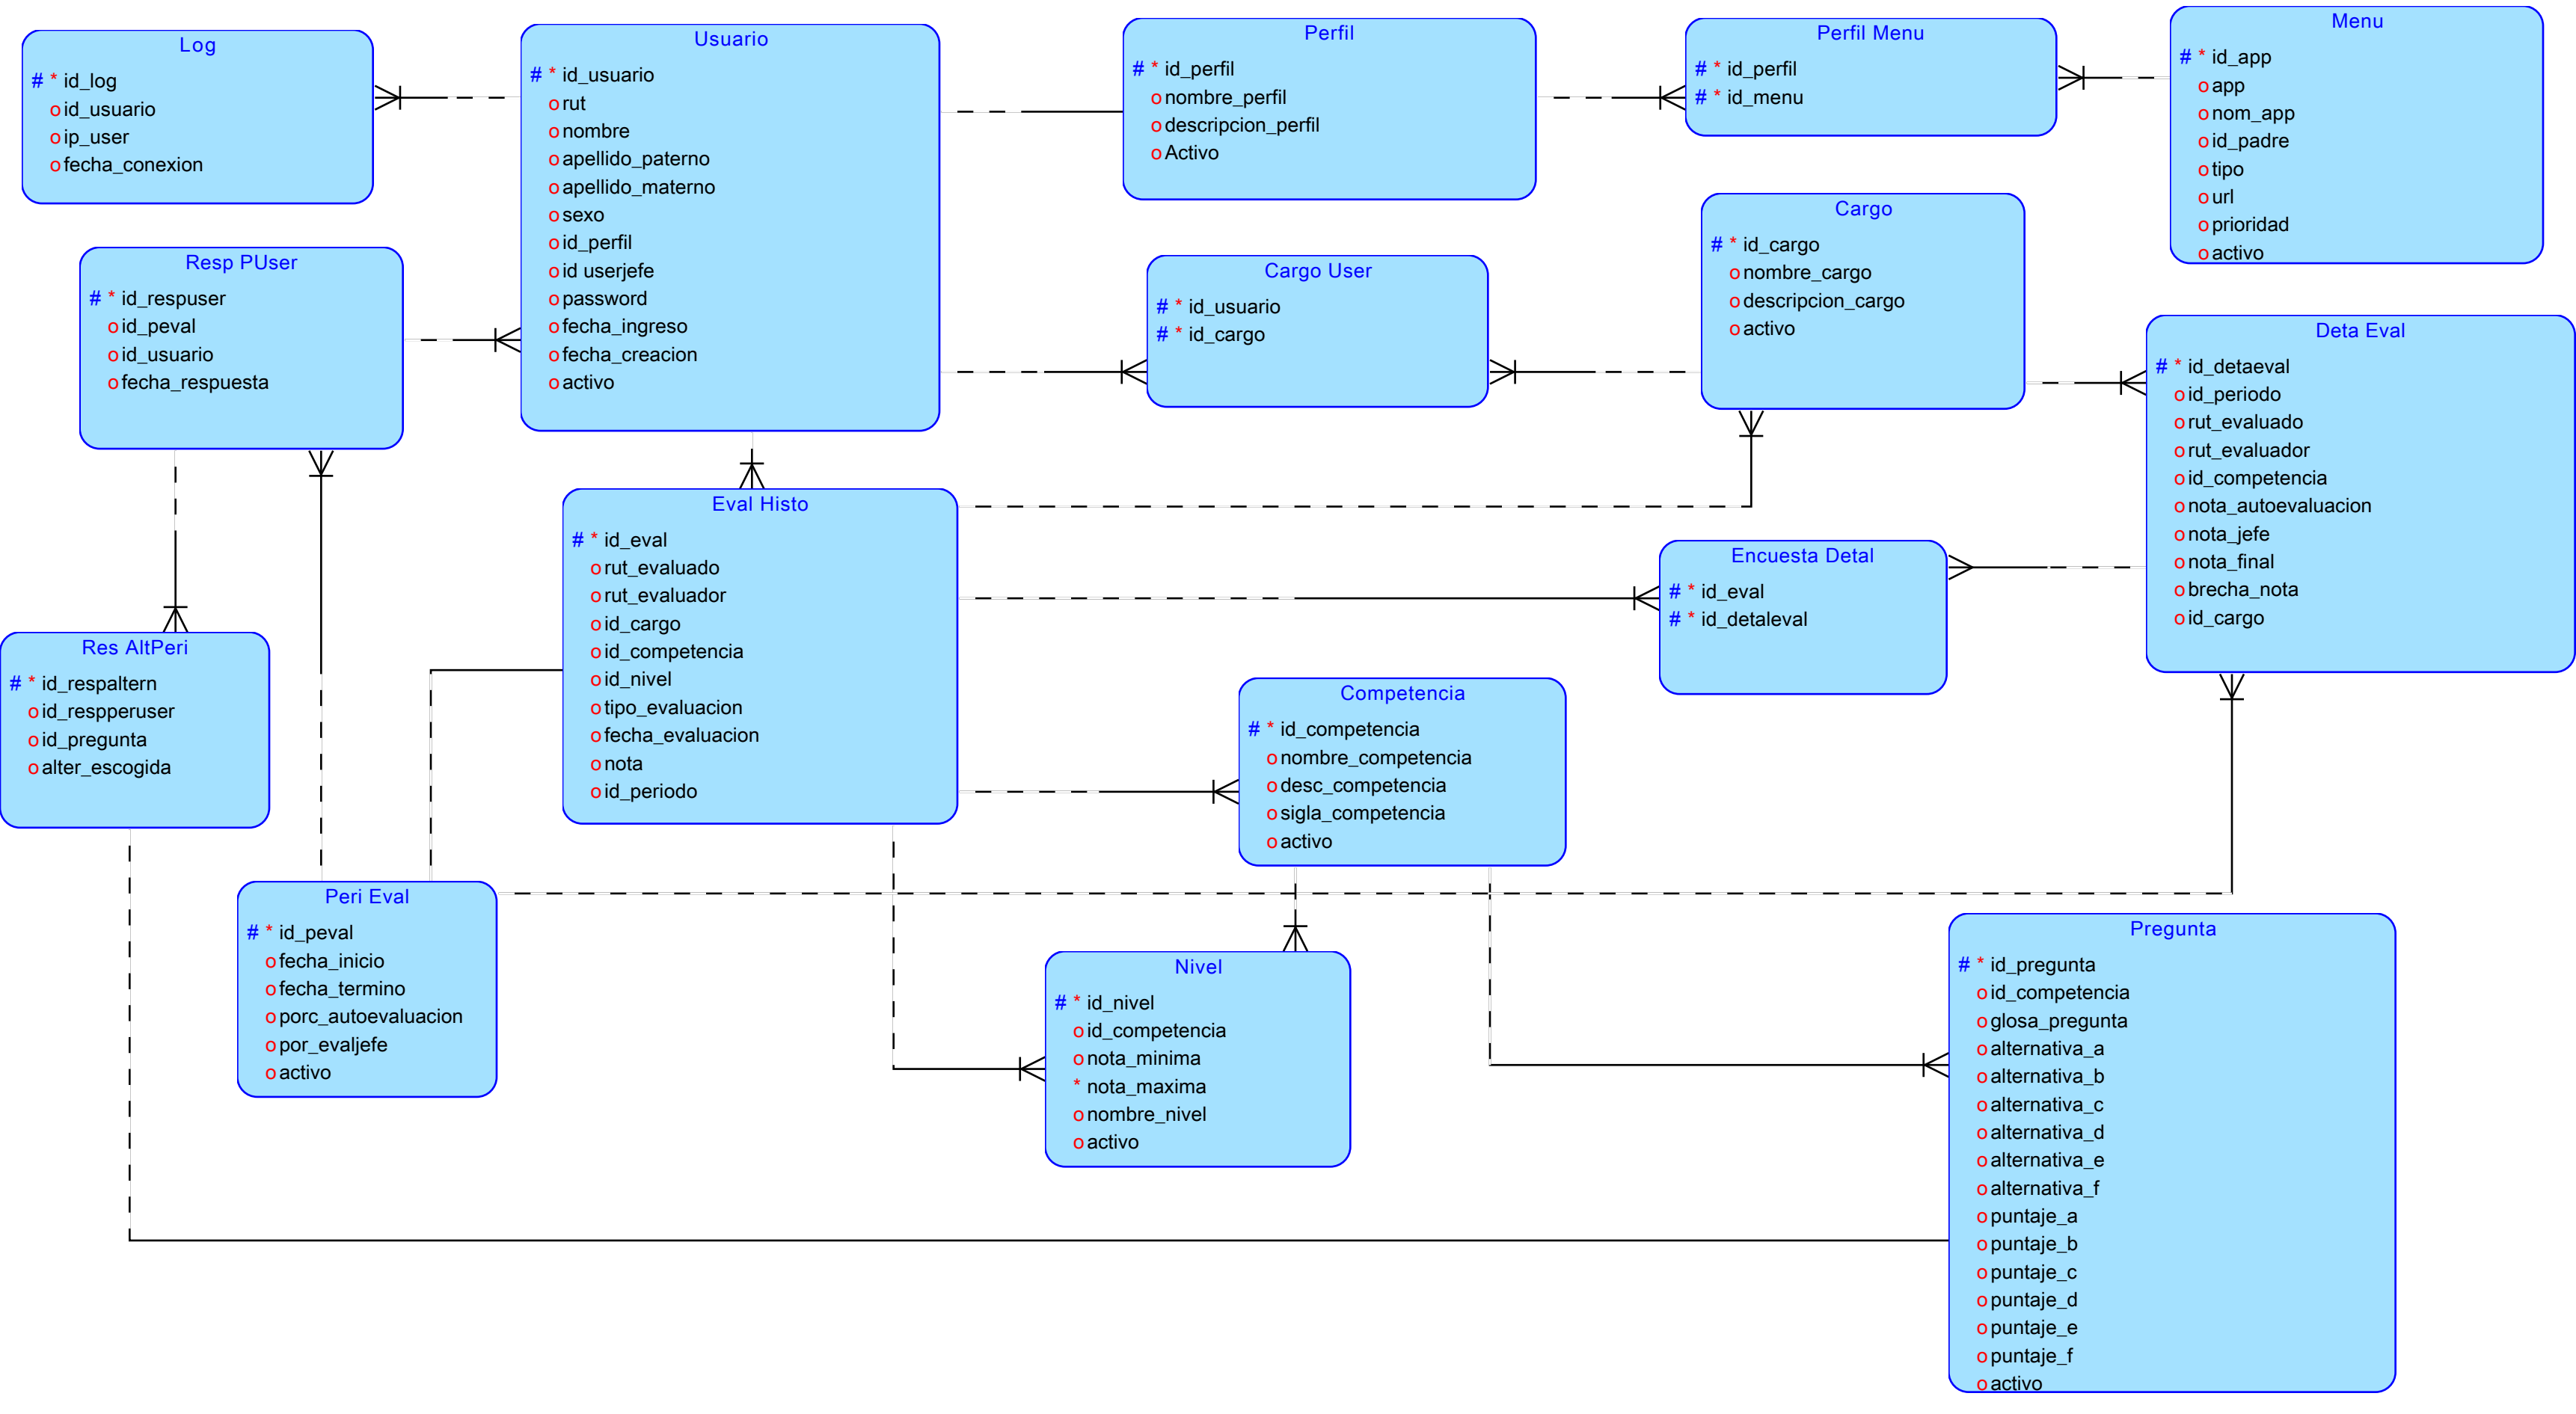 Log
# * id_log
o id_usuario
o ip_user
o fecha_conexion
Usuario
# * id_usuario
o rut
o nombre
o apellido_paterno
o apellido_materno
o sexo
o id_perfil
o id userjefe
o password
o fecha_ingreso
o fecha_creacion
o activo
Perfil
# * id_perfil
o nombre_perfil
o descripcion_perfil
o Activo
Perfil Menu
# * id_perfil
# * id_menu
Menu
# * id_app
o app
o nom_app
o id_padre
o tipo
o url
o prioridad
o activo
Resp PUser
# * id_respuser
o id_peval
o id_usuario
o fecha_respuesta
Cargo User
# * id_usuario
# * id_cargo
Cargo
# * id_cargo
o nombre_cargo
o descripcion_cargo
o activo
Deta Eval
# * id_detaeval
o id_periodo
o rut_evaluado
o rut_evaluador
o id_competencia
o nota_autoevaluacion
o nota_jefe
o nota_final
o brecha_nota
o id_cargo
Eval Histo
# * id_eval
o rut_evaluado
o rut_evaluador
o id_cargo
o id_competencia
o id_nivel
o tipo_evaluacion
o fecha_evaluacion
o nota
o id_periodo
Encuesta Detal
# * id_eval
# * id_detaleval
Res AltPeri
# * id_respaltern
o id_respperuser
o id_pregunta
o alter_escogida
Competencia
# * id_competencia
o nombre_competencia
o desc_competencia
o sigla_competencia
o activo
Peri Eval
# * id_peval
o fecha_inicio
o fecha_termino
o porc_autoevaluacion
o por_evaljefe
o activo
Nivel
# * id_nivel
o id_competencia
o nota_minima
* nota_maxima
o nombre_nivel
o activo
Pregunta
# * id_pregunta
o id_competencia
o glosa_pregunta
o alternativa_a
o alternativa_b
o alternativa_c
o alternativa_d
o alternativa_e
o alternativa_f
o puntaje_a
o puntaje_b
o puntaje_c
o puntaje_d
o puntaje_e
o puntaje_f
o activo